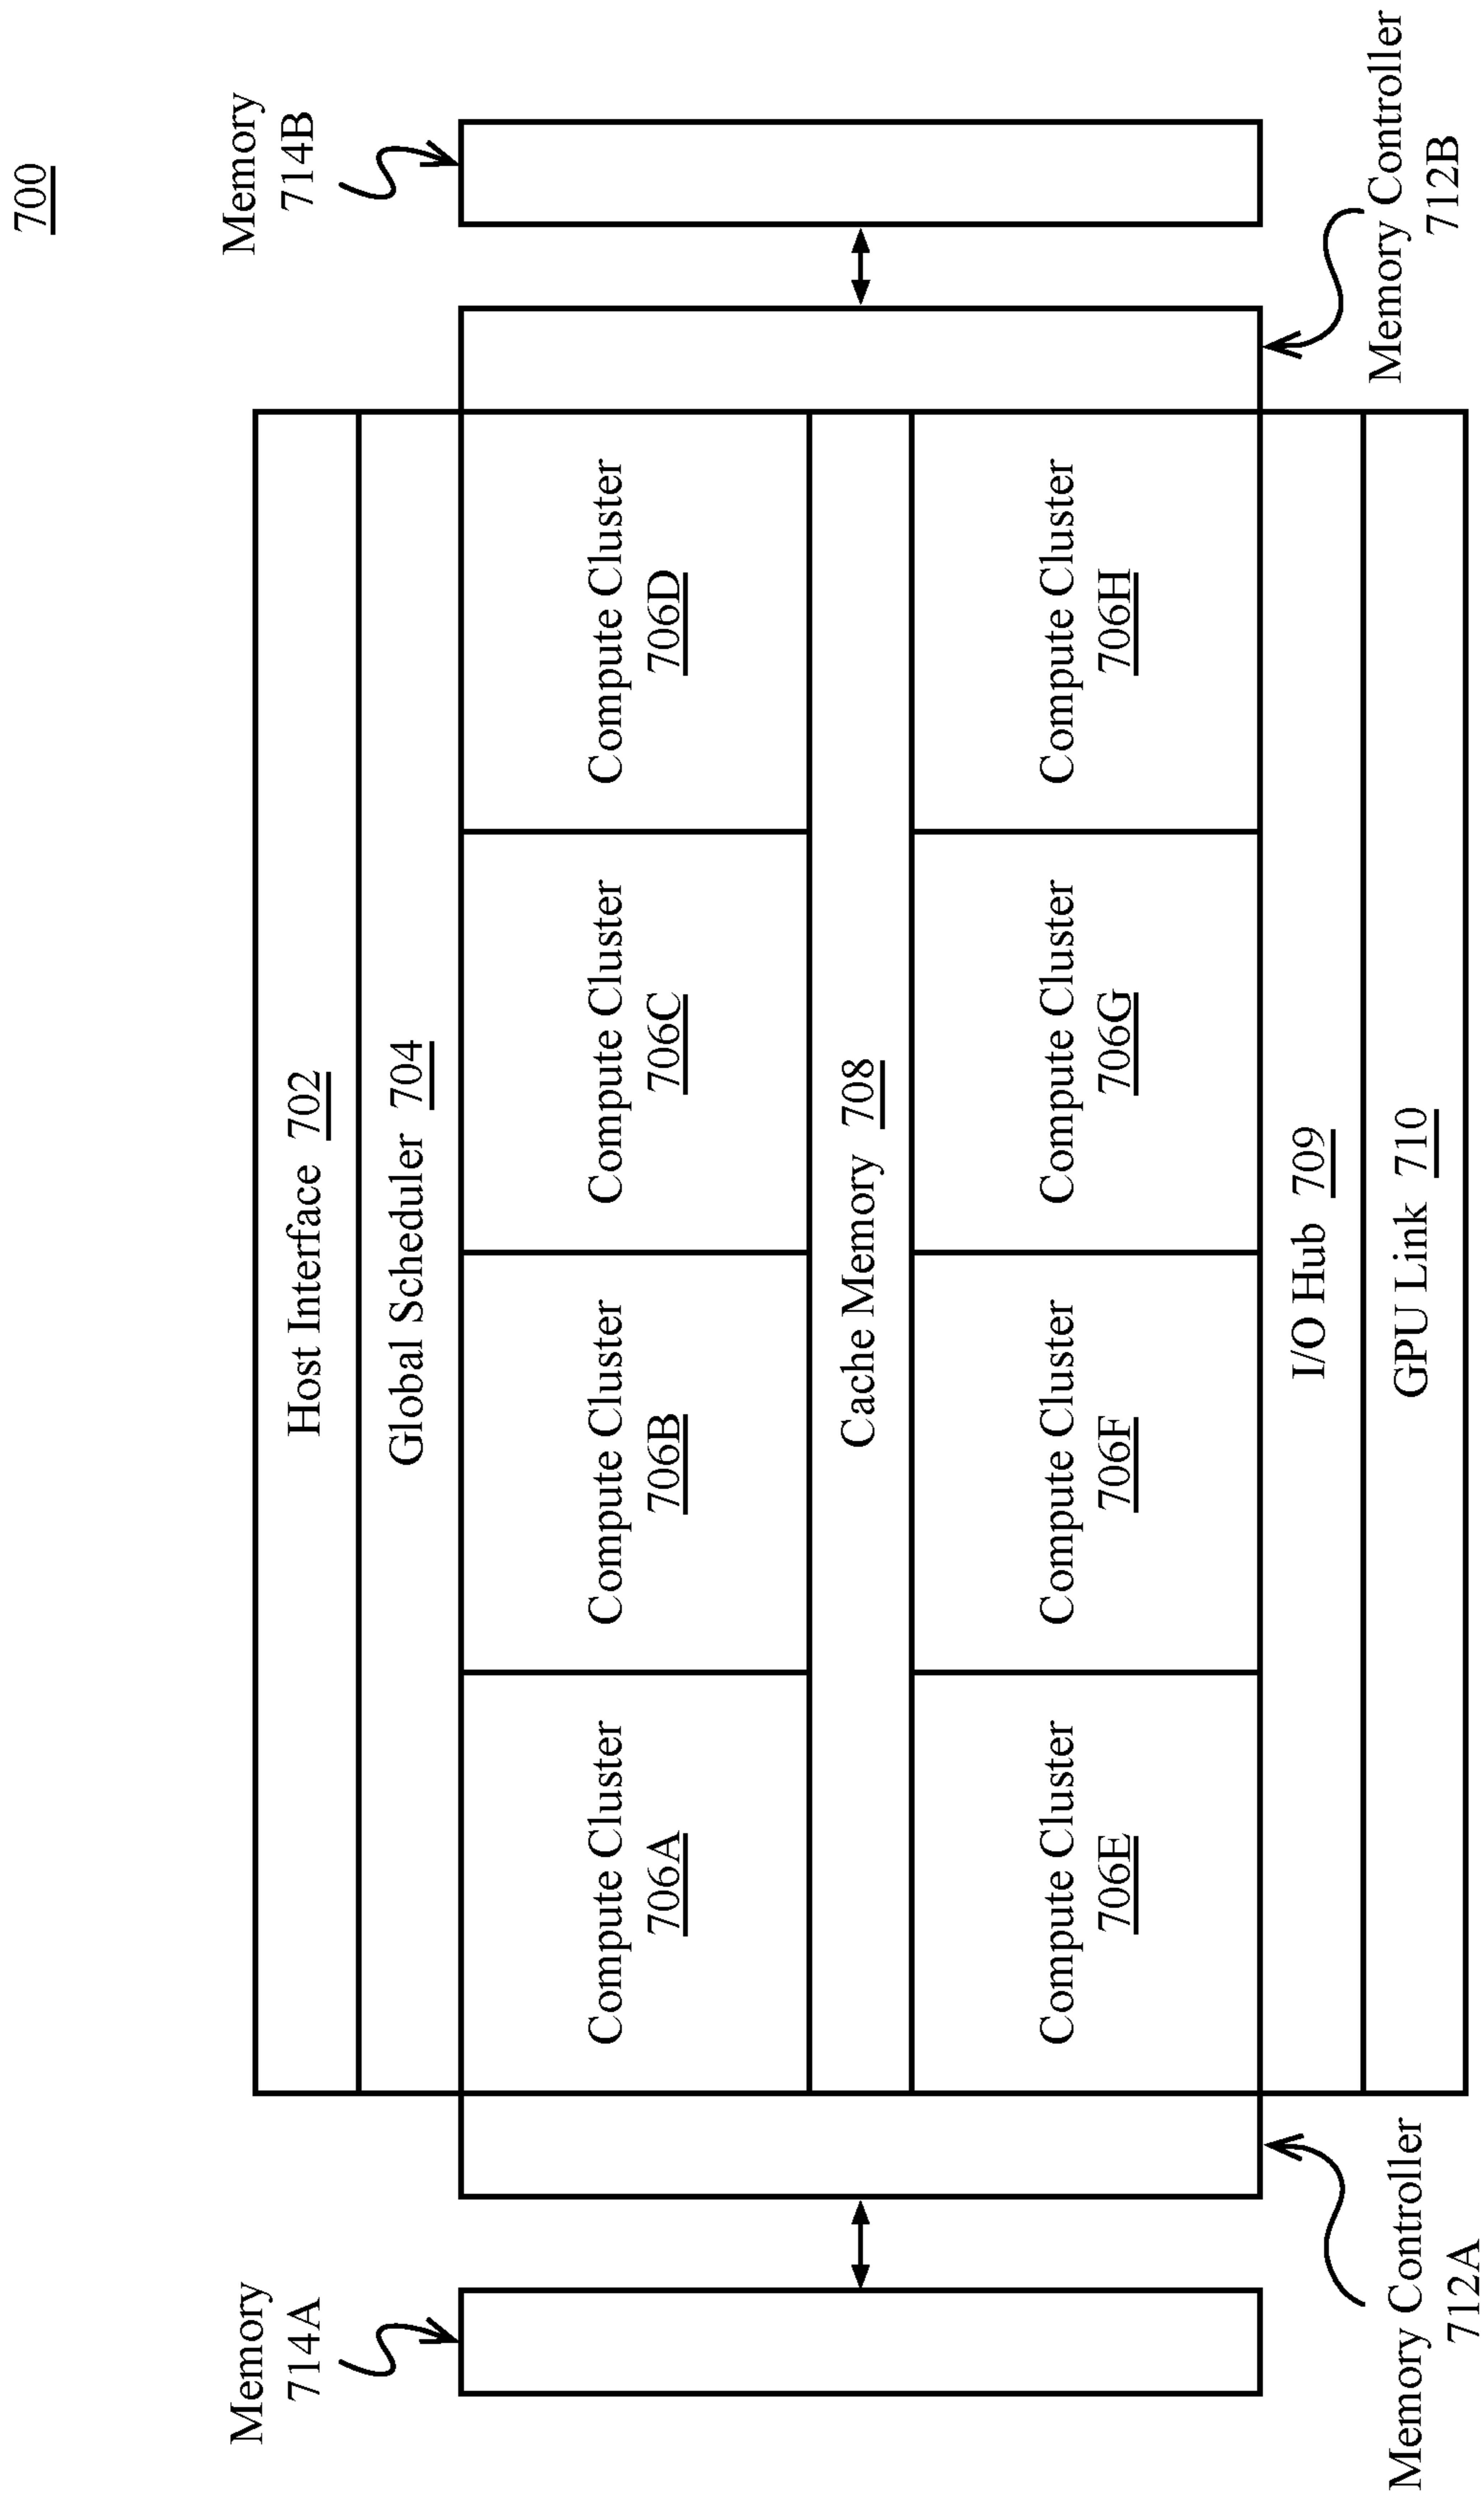 700
Memory
714A
Memory
714B
Host Interface 702
Global Scheduler 704
Compute Cluster
706A
Compute Cluster
706B
Compute Cluster
706C
Compute Cluster
706D
Cache Memory 708
Compute Cluster
706E
Compute Cluster
706F
Compute Cluster
706G
Compute Cluster
706H
I/O Hub 709
GPU Link 710
Memory Controller
712A
Memory Controller
712B